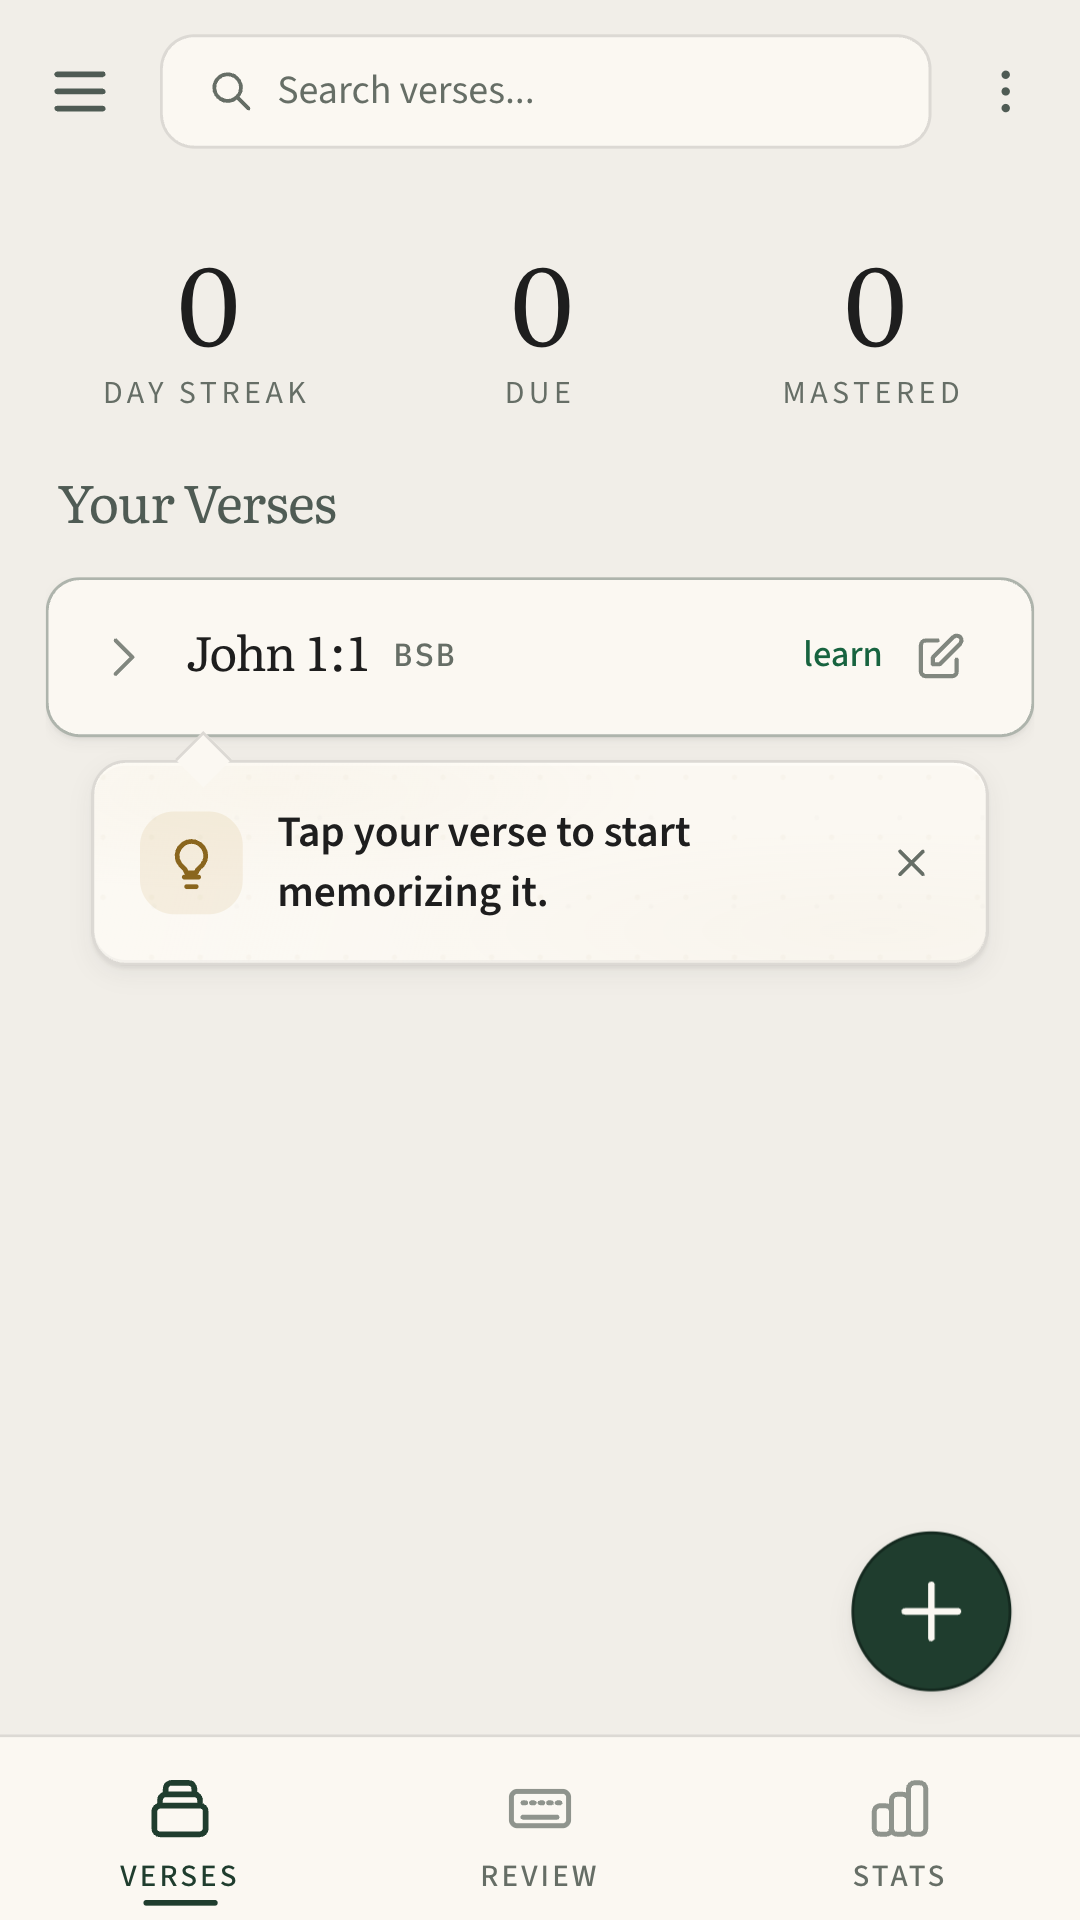 Search verses...
0
DAY STREAK
0
DUE
0
MASTERED
Your Verses
John 1:1 BSB learn
Tap your verse to start
memorizing it.
VERSES
REVIEW
STATS